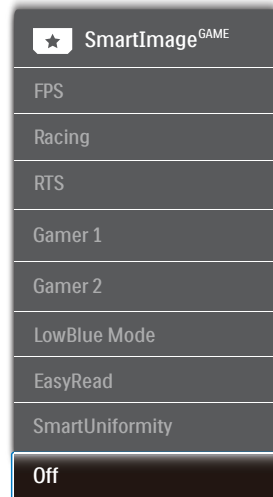 SmartImageGAME
FPS
Racing
RTS
Gamer 1
Gamer 2
LowBlue Mode
EasyRead
SmartUniformity
Off